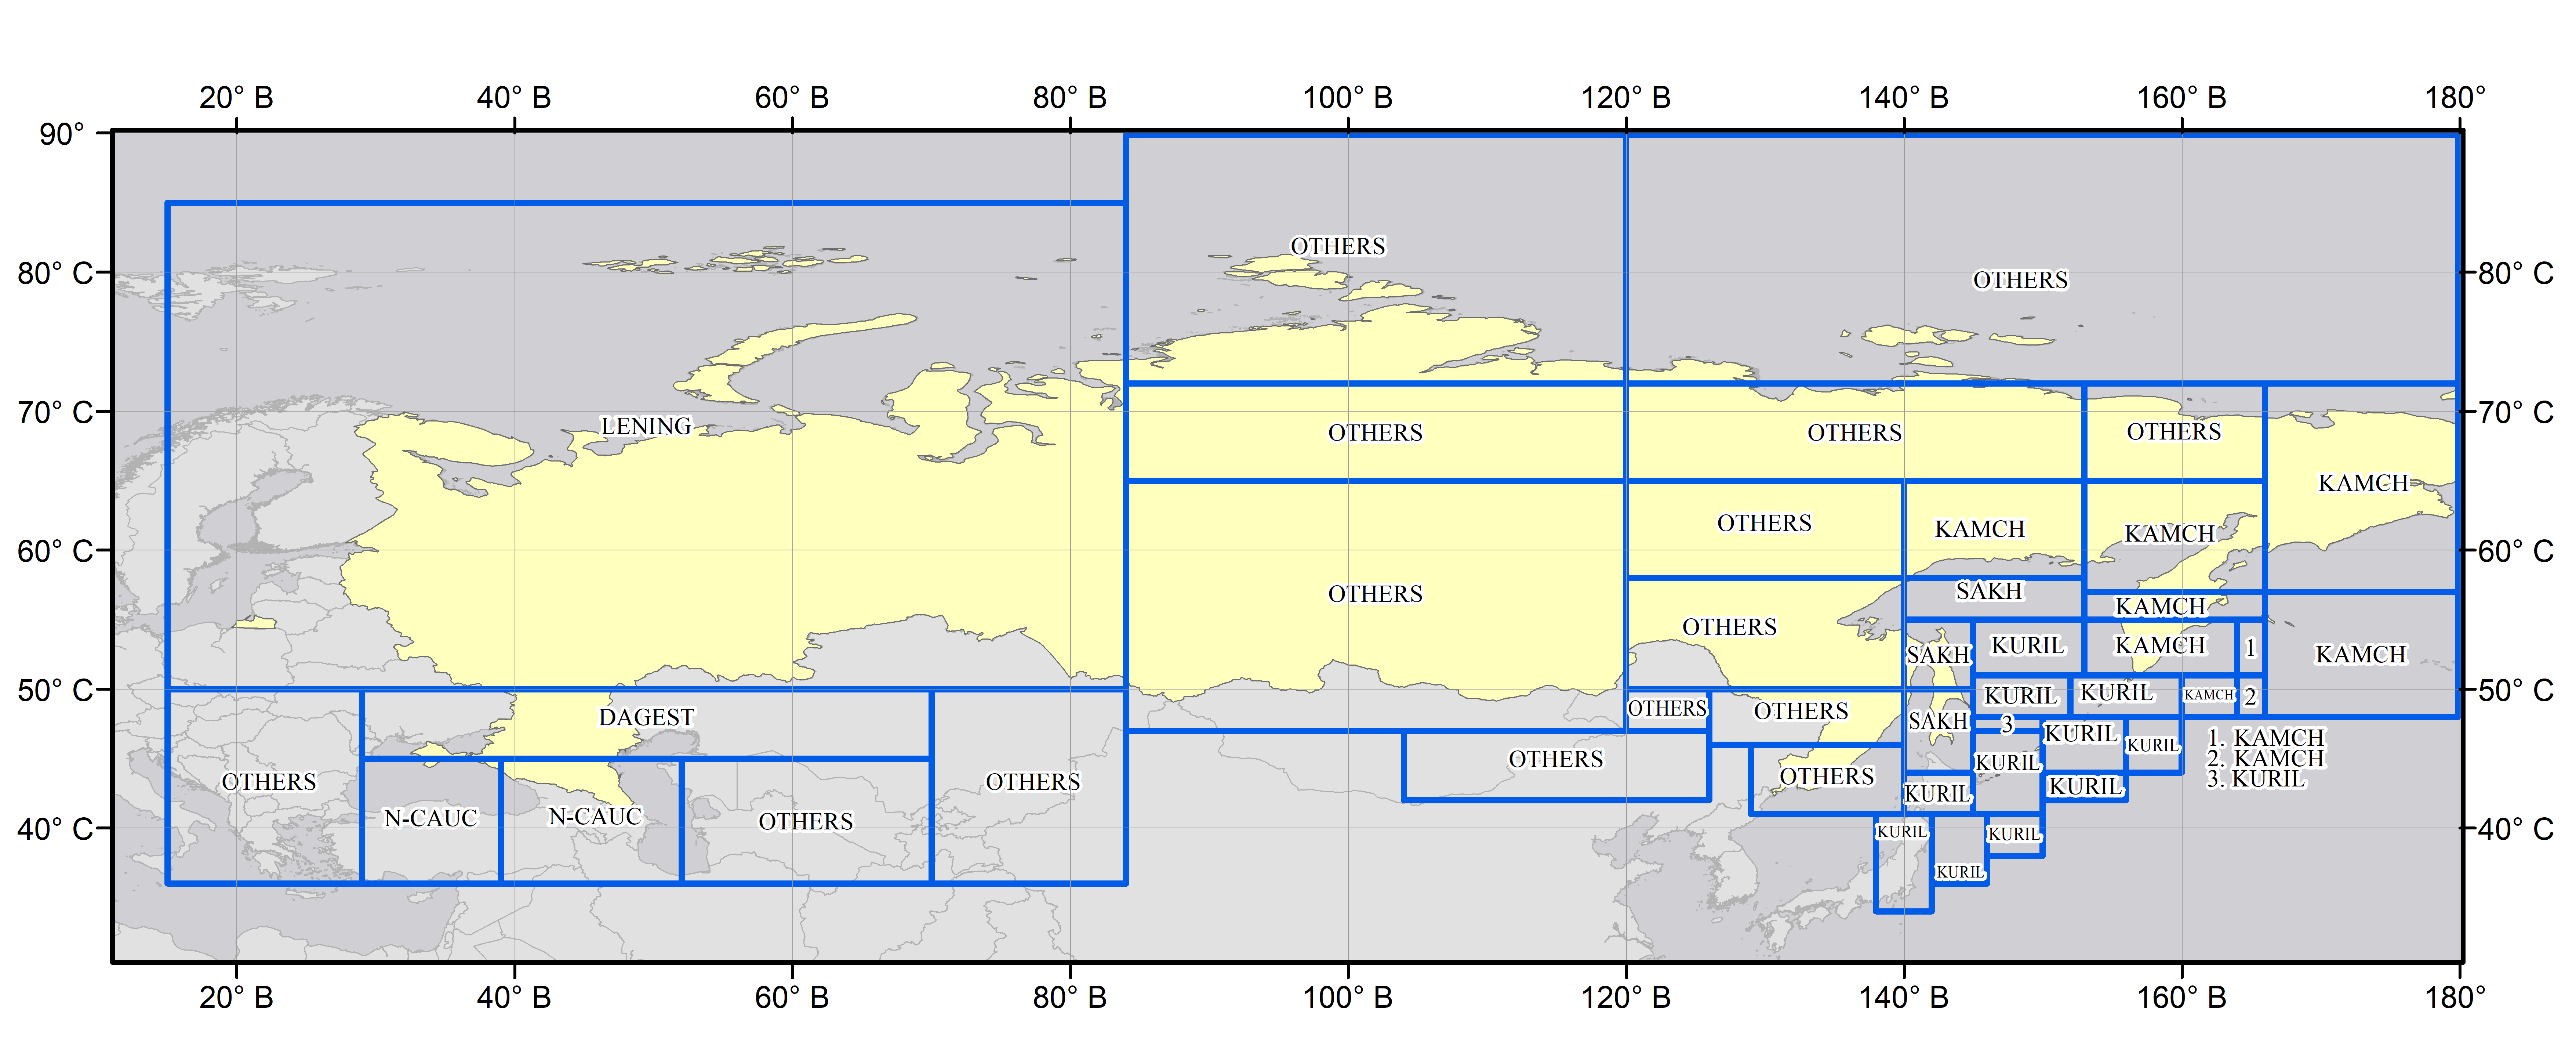 20° В 40° В 60° В 80° В 100° В 120° В 140° В 160° В 180°
90°
OTHERS
80° С OTHERS 80° С
70° С LENING OTHERS OTHERS OTHERS 70° С
KAMCH
OTHERS KAMCH KAMCH
60° С 60° С
OTHERS SAKH
KAMCH
OTHERS
SAKH KURIL KAMCH 1 KAMCH
50° С KURIL KURIL KAMCH 2 50° С
OTHERS
DAGEST OTHERS SAKH 3
KURIL KURIL 1. KAMCH
OTHERS KURIL 2. KAMCH
OTHERS OTHERS OTHERS KURIL 3. KURIL
KURIL
N-CAUC N-CAUC OTHERS
40° С KURIL KURIL 40° С
KURIL
20° В 40° В 60° В 80° В 100° В 120° В 140° В 160° В 180°